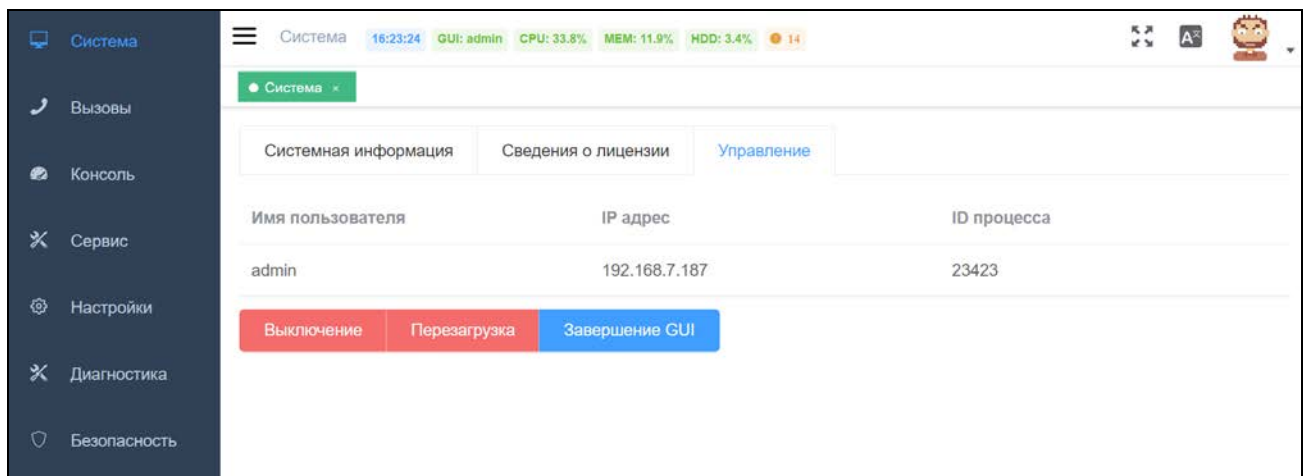 Система
Вызовы
Консоль
Сервис
Настройки
Диагностика
Безопасность
Система 16:23:24 GUI: admin CPU: 33.8% MEM: 11.9% HDD: 3.4% 14
Система ×
Системная информация Сведения о лицензии Управление
Имя пользователя IP адрес ID процесса
admin 192.168.7.187 23423
Выключение Перезагрузка Завершение GUI